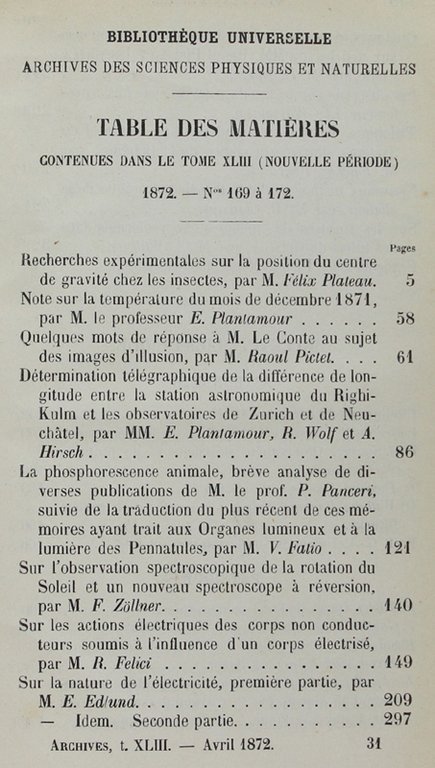 BIBLIOTHÈQUE UNIVERSELLE
ARCHIVES DES SCIENCES PHYSIQUES ET NATURELLES
TABLE DES MATIÈRES
CONTENUES DANS LE TOME XLIII (NOUVELLE PÉRIODE)
1872. — Nos 169 à 172.
Pages
Recherches expérimentales sur la position du centre
de gravité chez les insectes, par M. Félix Plateau. 5
Note sur la température du mois de décembre 1871,
par M. le professeur E. Plantamour . . . . . . 58
Quelques mots de réponse à M. Le Conte au sujet
des images d'illusion, par M. Raoul Pictet. . . . 61
Détermination télégraphique de la différence de lon-
gitude entre la station astronomique du Righi-
Kulm et les observatoires de Zurich et de Neu-
châtel, par MM. E. Plantamour, R. Wolf et A.
Hirsch . . . . . . . . . . . . . . . . . . . . 86
La phosphorescence animale, brève analyse de di-
verses publications de M. le prof. P. Panceri,
suivie de la traduction du plus récent de ces mé-
moires ayant trait aux Organes lumineux et à la
lumière des Pennatules, par M. V. Fatio . . . . 121
Sur l'observation spectroscopique de la rotation du
Soleil et un nouveau spectroscope à réversion,
par M. F. Zöllner. . . . . . . . . . . . . . . 140
Sur les actions électriques des corps non conduc-
teurs soumis à l'influence d'un corps électrisé,
par M. R. Felici . . . . . . . . . . . . . . . 149
Sur la nature de l'électricité, première partie, par
M. E. Edlund. . . . . . . . . . . . . . . . . 209
— Idem. Seconde partie. . . . . . . . . . . 297
ARCHIVES, t. XLIII. — Avril 1872. 31